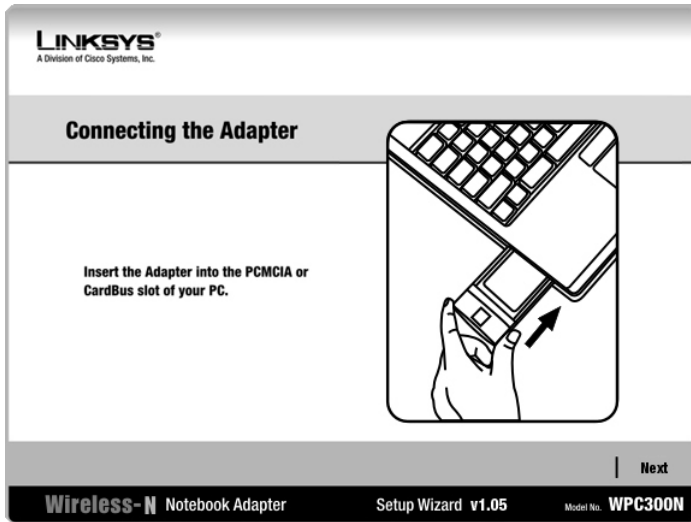 LINKSYS®
A Division of Cisco Systems, Inc.
Connecting the Adapter
Insert the Adapter into the PCMCIA or
CardBus slot of your PC.
Next
Wireless-N Notebook Adapter Setup Wizard v1.05 Model No. WPC300N